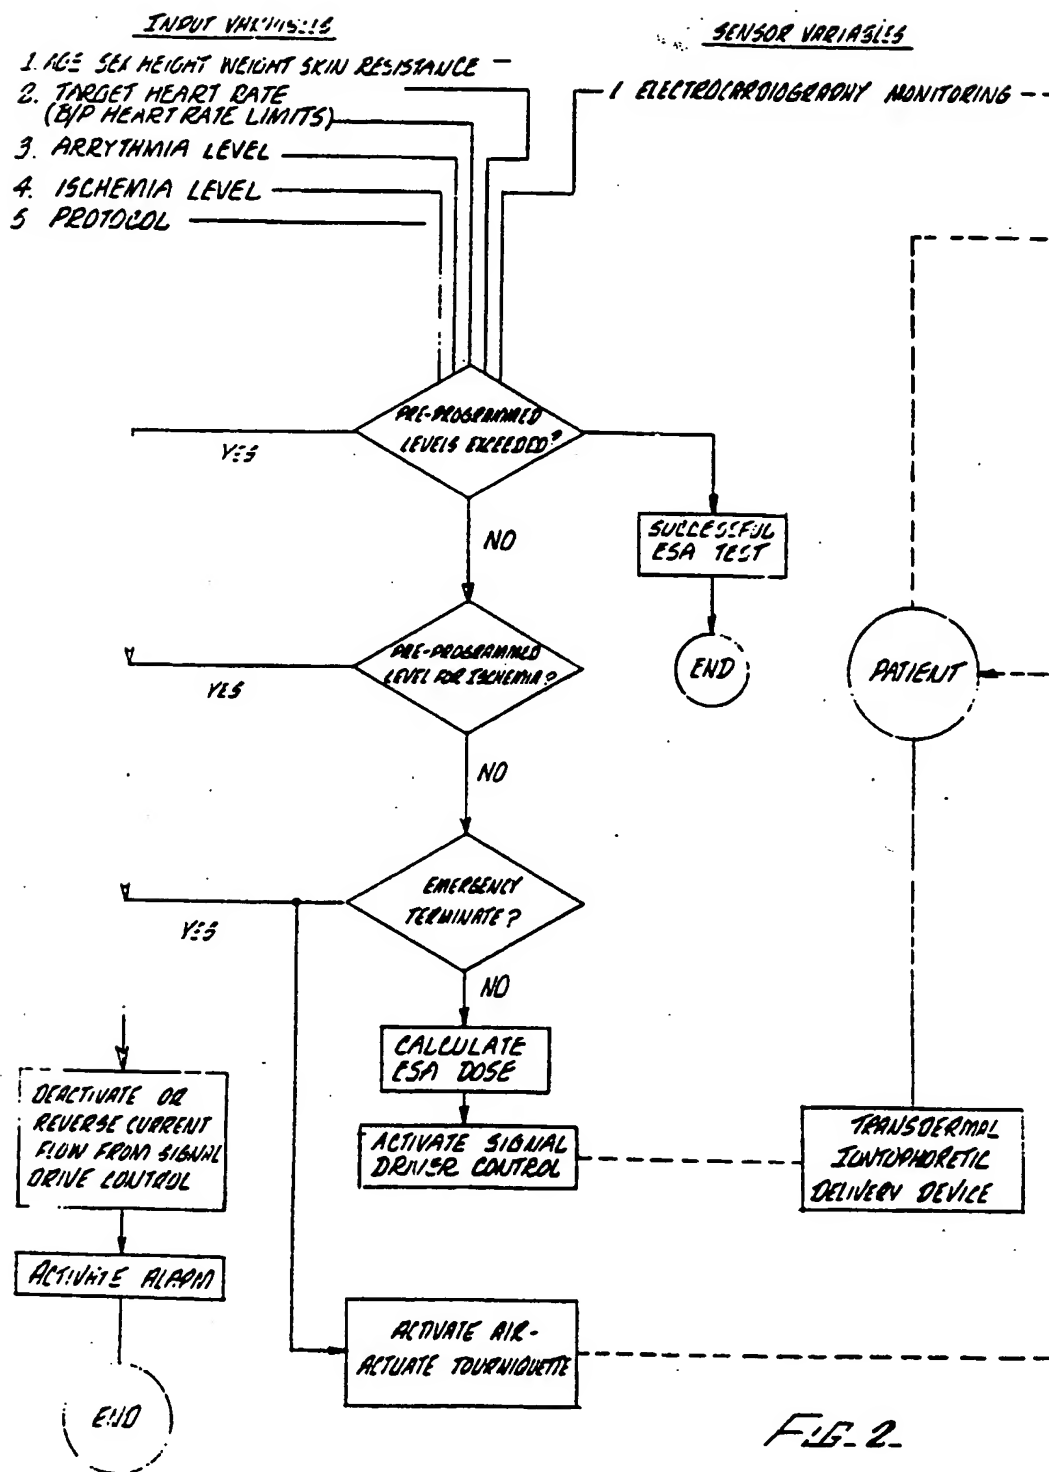 INPUT VARIABLES
1. AGE SEX HEIGHT WEIGHT SKIN RESISTANCE
2. TARGET HEART RATE
(B/P HEART RATE LIMITS)
3. ARRYTHMIA LEVEL
4. ISCHEMIA LEVEL
5 PROTOCOL
SENSOR VARIABLES
1 ELECTROCARDIOGRAPHY MONITORING
PRE-PROGRAMMED
LEVELS EXCEEDED?
YES
NO
SUCCESSFUL
ESA TEST
END
PRE-PROGRAMMED
LEVEL FOR ISCHEMIA?
YES
NO
PATIENT
EMERGENCY
TERMINATE?
YES
NO
CALCULATE
ESA DOSE
ACTIVATE SIGNAL
DRIVER CONTROL
TRANSDERMAL
IONTOPHORETIC
DELIVERY DEVICE
DEACTIVATE OR
REVERSE CURRENT
FLOW FROM SIGNAL
DRIVE CONTROL
ACTIVATE ALARM
END
ACTIVATE AIR-
ACTUATE TOURNIQUETTE
FIG-2-